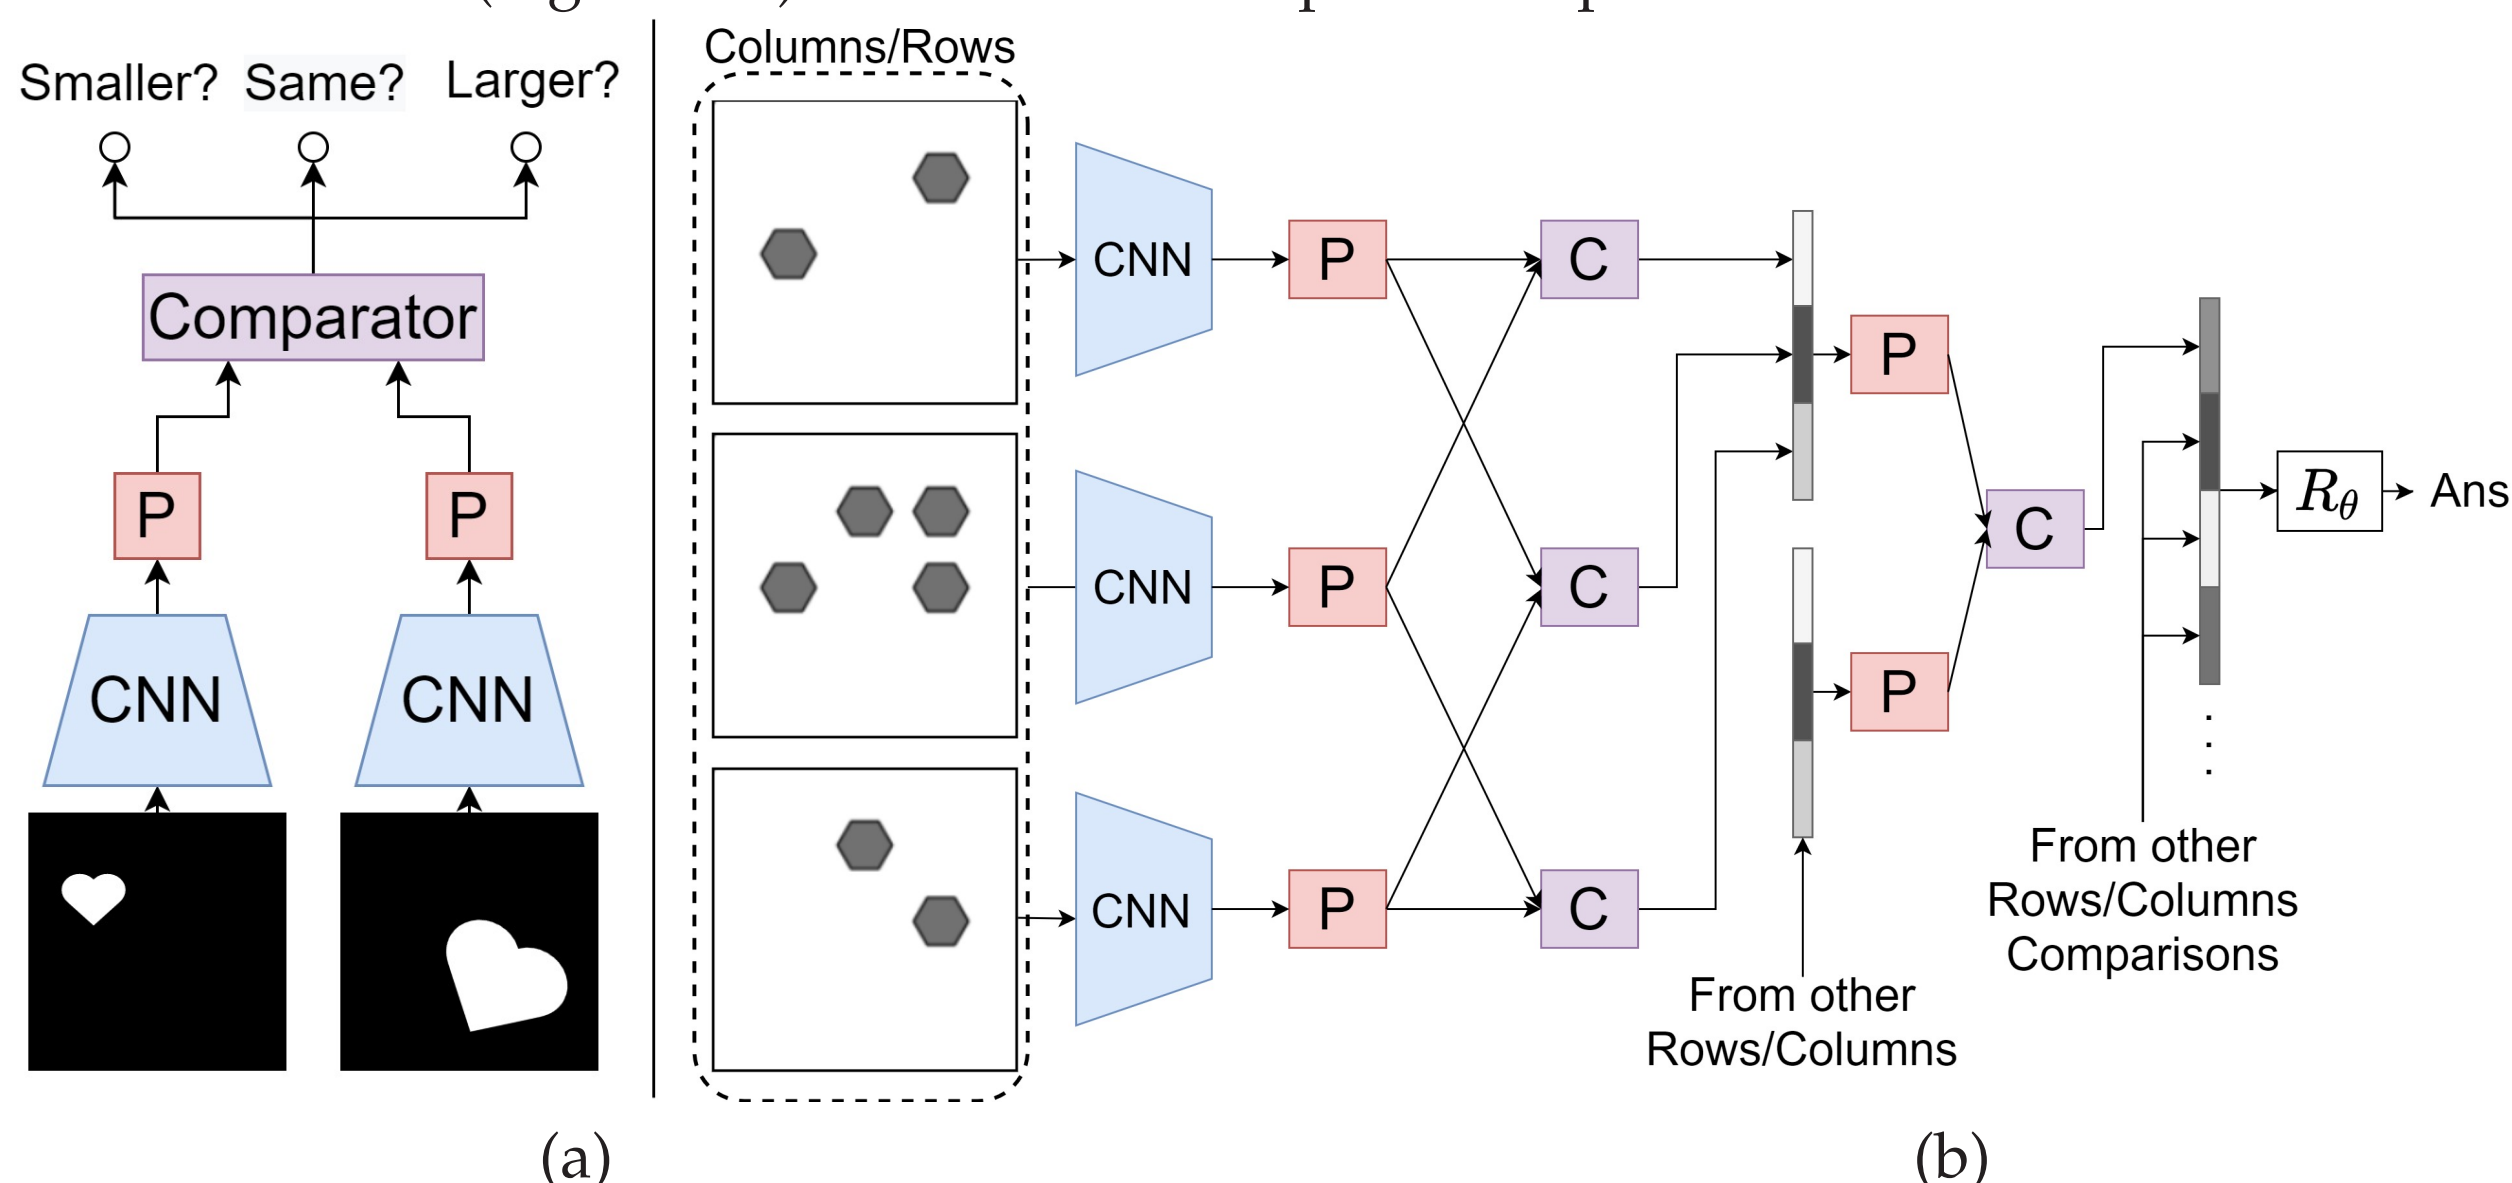 Smaller? Same? Larger?
Comparator
P P
CNN CNN
(a)
Columns/Rows
CNN P C
CNN P C
CNN P C
P
P
C
From other
Rows/Columns
From other
Rows/Columns
Comparisons
.
.
.
Rθ Ans
(b)